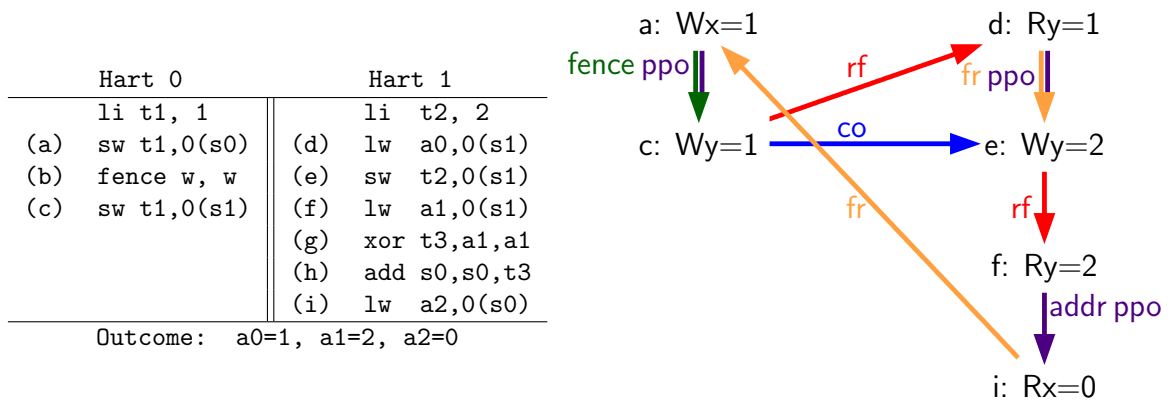 Hart 0 Hart 1
li t1, 1 li t2, 2
(a) sw t1,0(s0) (d) lw a0,0(s1)
(b) fence w, w (e) sw t2,0(s1)
(c) sw t1,0(s1) (f) lw a1,0(s1)
(g) xor t3,a1,a1
(h) add s0,s0,t3
(i) lw a2,0(s0)
Outcome: a0=1, a1=2, a2=0
a: Wx=1 d: Ry=1
fence ppo rf fr ppo
c: Wy=1 co e: Wy=2
fr rf
f: Ry=2
addr ppo
i: Rx=0